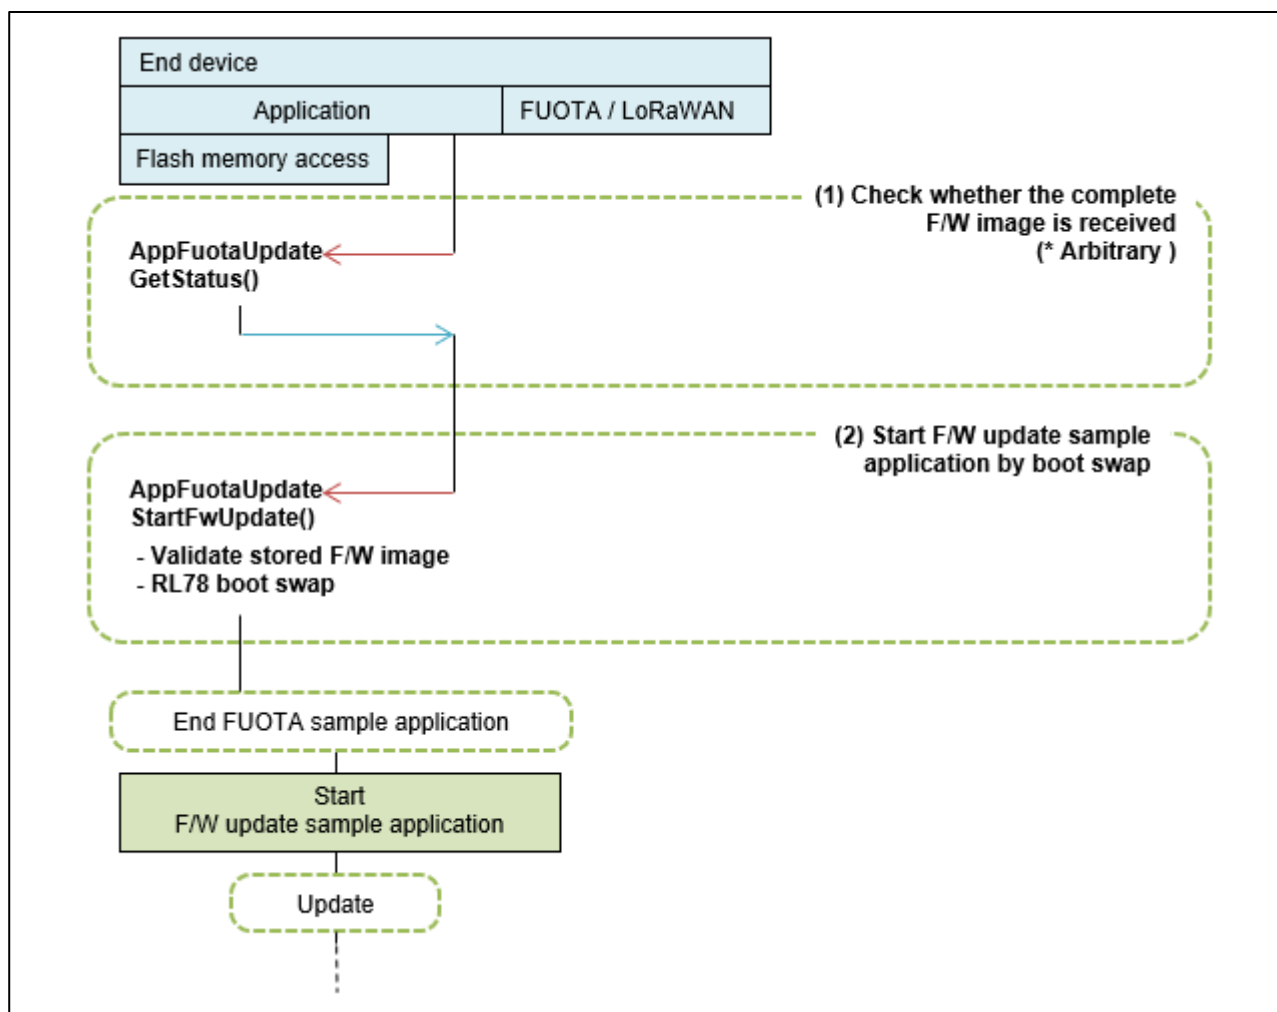 End device
Application
FUOTA / LoRaWAN
Flash memory access
(1) Check whether the complete
F/W image is received
(* Arbitrary )
AppFuotaUpdate
GetStatus()
(2) Start F/W update sample
application by boot swap
AppFuotaUpdate
StartFwUpdate()
- Validate stored F/W image
- RL78 boot swap
End FUOTA sample application
Start
F/W update sample application
Update